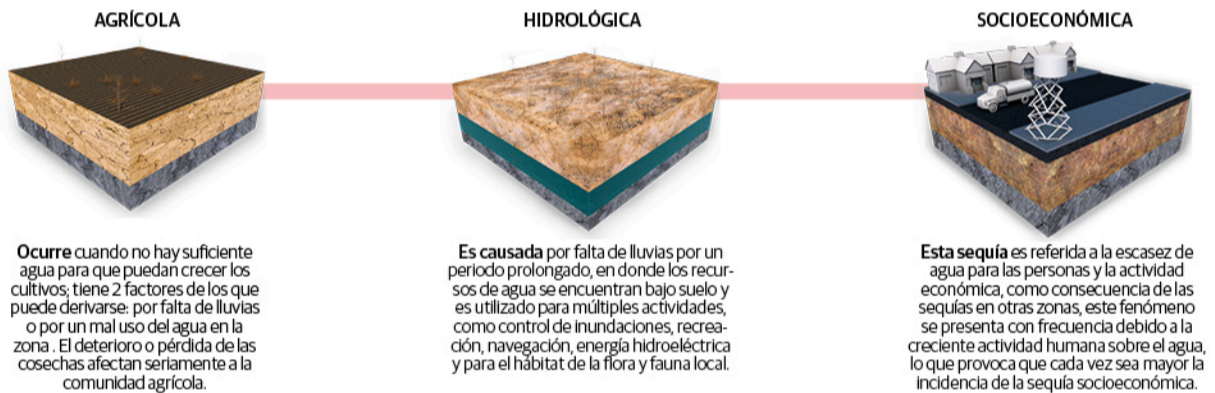 AGRÍCOLA
Ocurre cuando no hay suficiente
agua para que puedan crecer los
cultivos; tiene 2 factores de los que
puede derivarse: por falta de lluvias
o por un mal uso del agua en la
zona . El deterioro o pérdida de las
cosechas afectan seriamente a la
comunidad agrícola.
HIDROLÓGICA
Es causada por falta de lluvias por un
periodo prolongado, en donde los recur-
sos de agua se encuentran bajo suelo y
es utilizado para múltiples actividades,
como control de inundaciones, recrea-
ción, navegación, energía hidroeléctrica
y para el hábitat de la flora y fauna local.
SOCIOECONÓMICA
Esta sequía es referida a la escasez de
agua para las personas y la actividad
económica, como consecuencia de las
sequías en otras zonas, este fenómeno
se presenta con frecuencia debido a la
creciente actividad humana sobre el agua,
lo que provoca que cada vez sea mayor la
incidencia de la sequía socioeconómica.